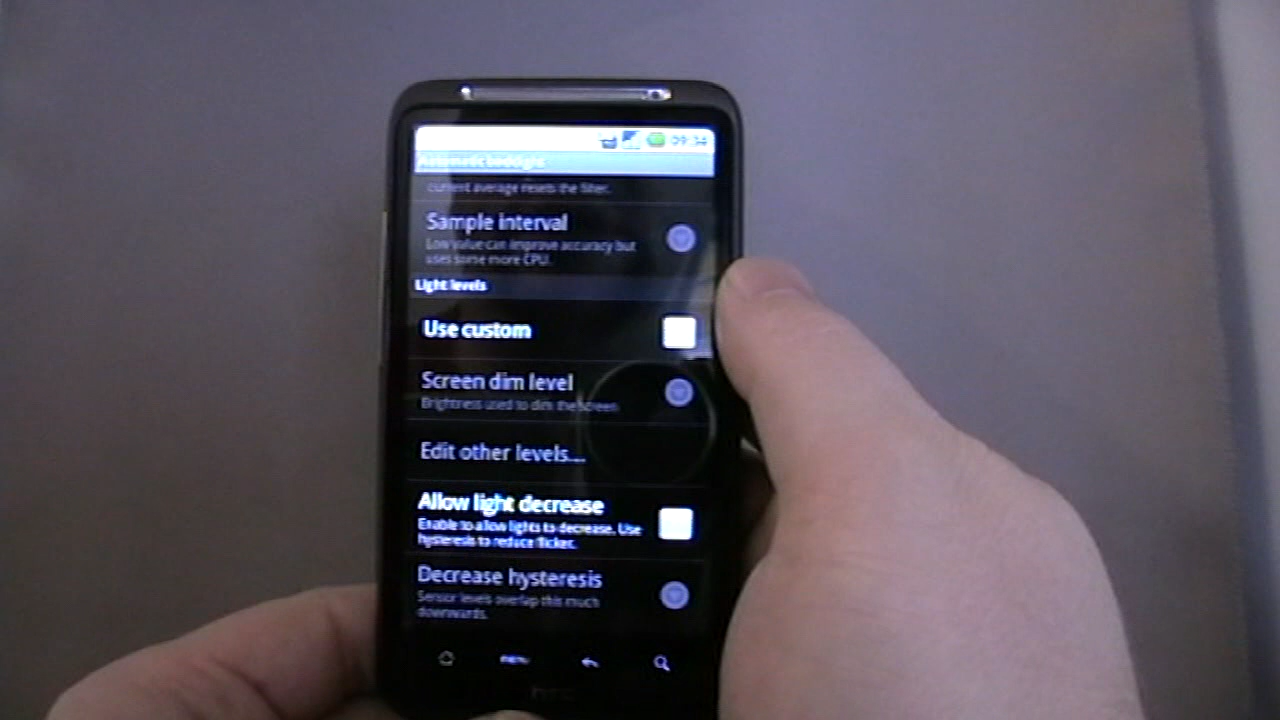 09:34
Automatic backlight
current average resets the filter.
Sample interval
Low value can improve accuracy but
uses some more CPU.
Light levels
Use custom
Screen dim level
Brightness used to dim the screen
Edit other levels...
Allow light decrease
Enable to allow lights to decrease. Use
hysteresis to reduce flicker.
Decrease hysteresis
Sensor levels overlap this much
downwards.
menu
htc